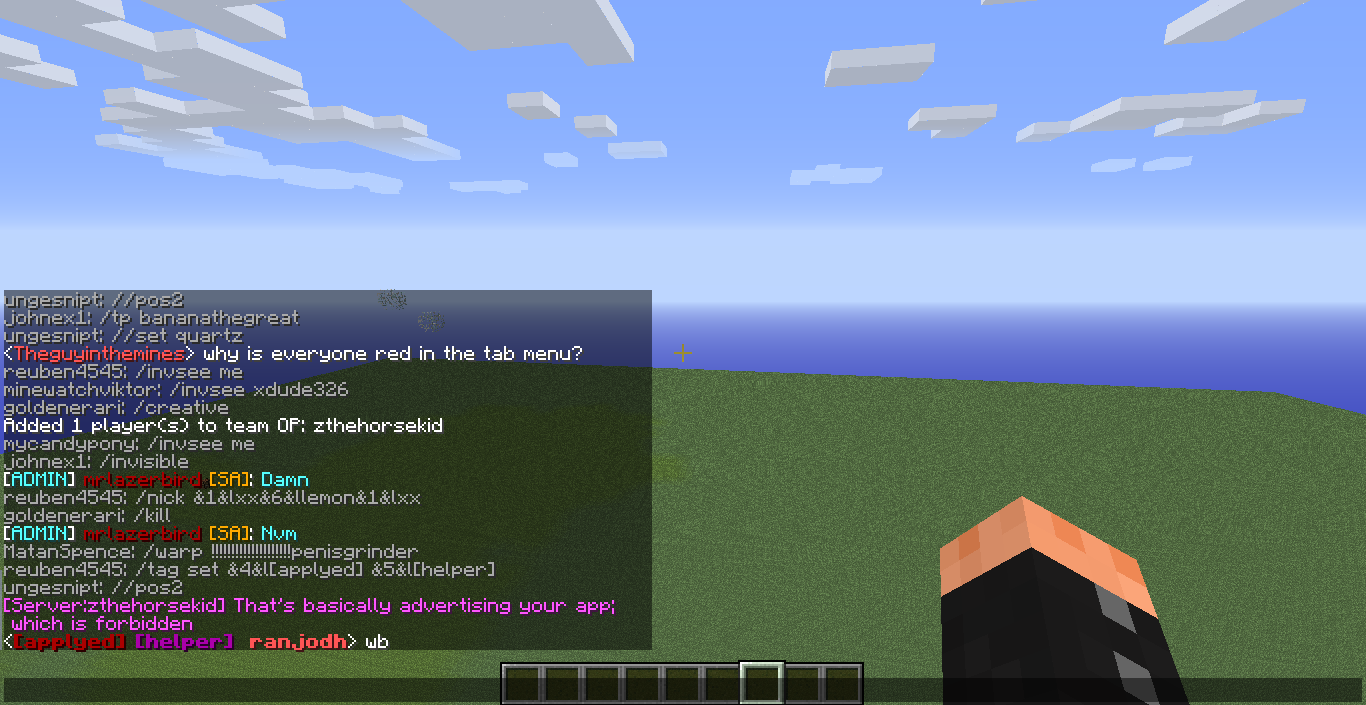 ungesnipt: //pos2
johnex1: /tp bananathegreat
ungesnipt: //set quartz
<Theguyinthemines> why is everyone red in the tab menu?
reuben4545: /invsee me
minewatchviktor: /invsee xdude326
goldenerari: /creative
Added 1 player(s) to team OP: zthehorsekid
mycandypony: /invsee me
johnex1: /invisible
[ADMIN] mrlazerbird [SA]: Damn
reuben4545: /nick &1&lxx&6&llemon&1&lxx
goldenerari: /kill
[ADMIN] mrlazerbird [SA]: Nvm
MatanSpence: /warp !!!!!!!!!!!!!!!!!!!!penisgrinder
reuben4545: /tag set &4&l[applyed] &5&l[helper]
ungesnipt: //pos2
[Server:zthehorsekid] That's basically advertising your app;
which is forbidden
<[applyed] [helper] ranjodh> wb